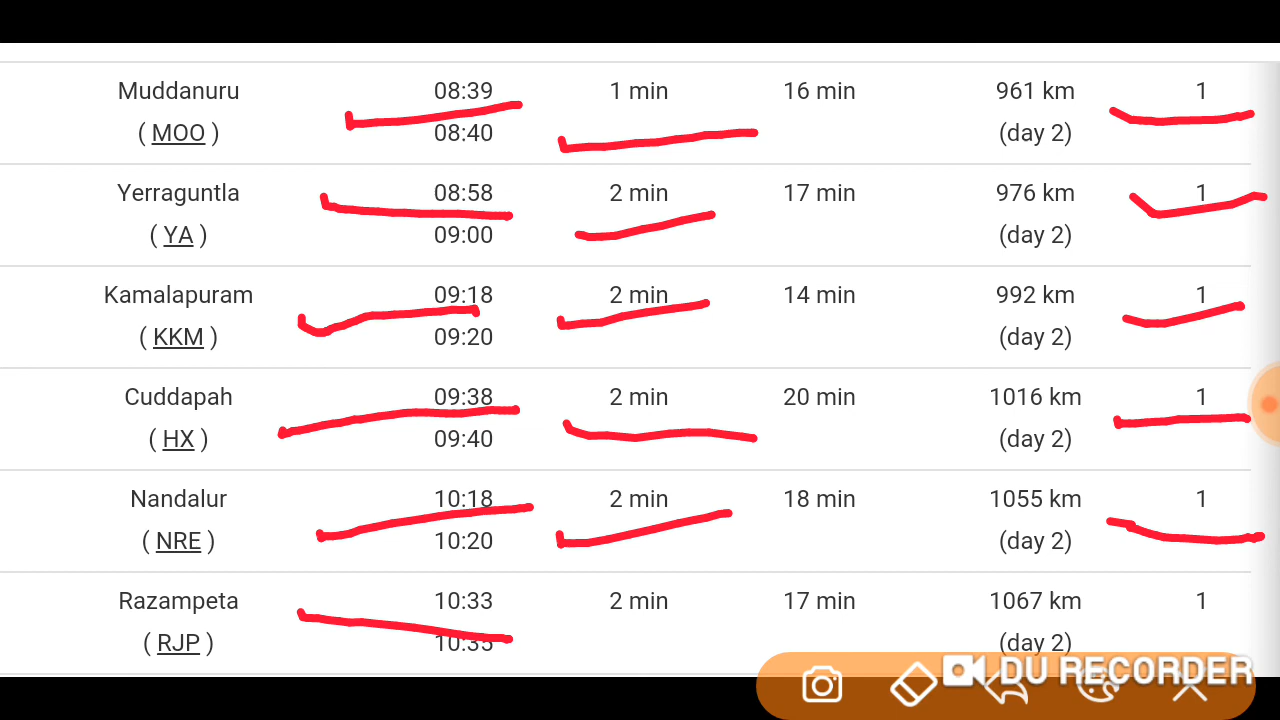 Muddanuru 08:39 1 min 16 min 961 km 1
( MOO ) 08:40 (day 2)
Yerraguntla 08:58 2 min 17 min 976 km 1
( YA ) 09:00 (day 2)
Kamalapuram 09:18 2 min 14 min 992 km 1
( KKM ) 09:20 (day 2)
Cuddapah 09:38 2 min 20 min 1016 km 1
( HX ) 09:40 (day 2)
Nandalur 10:18 2 min 18 min 1055 km 1
( NRE ) 10:20 (day 2)
Razampeta 10:33 2 min 17 min 1067 km 1
( RJP ) 10:35 (day 2)
DU RECORDER